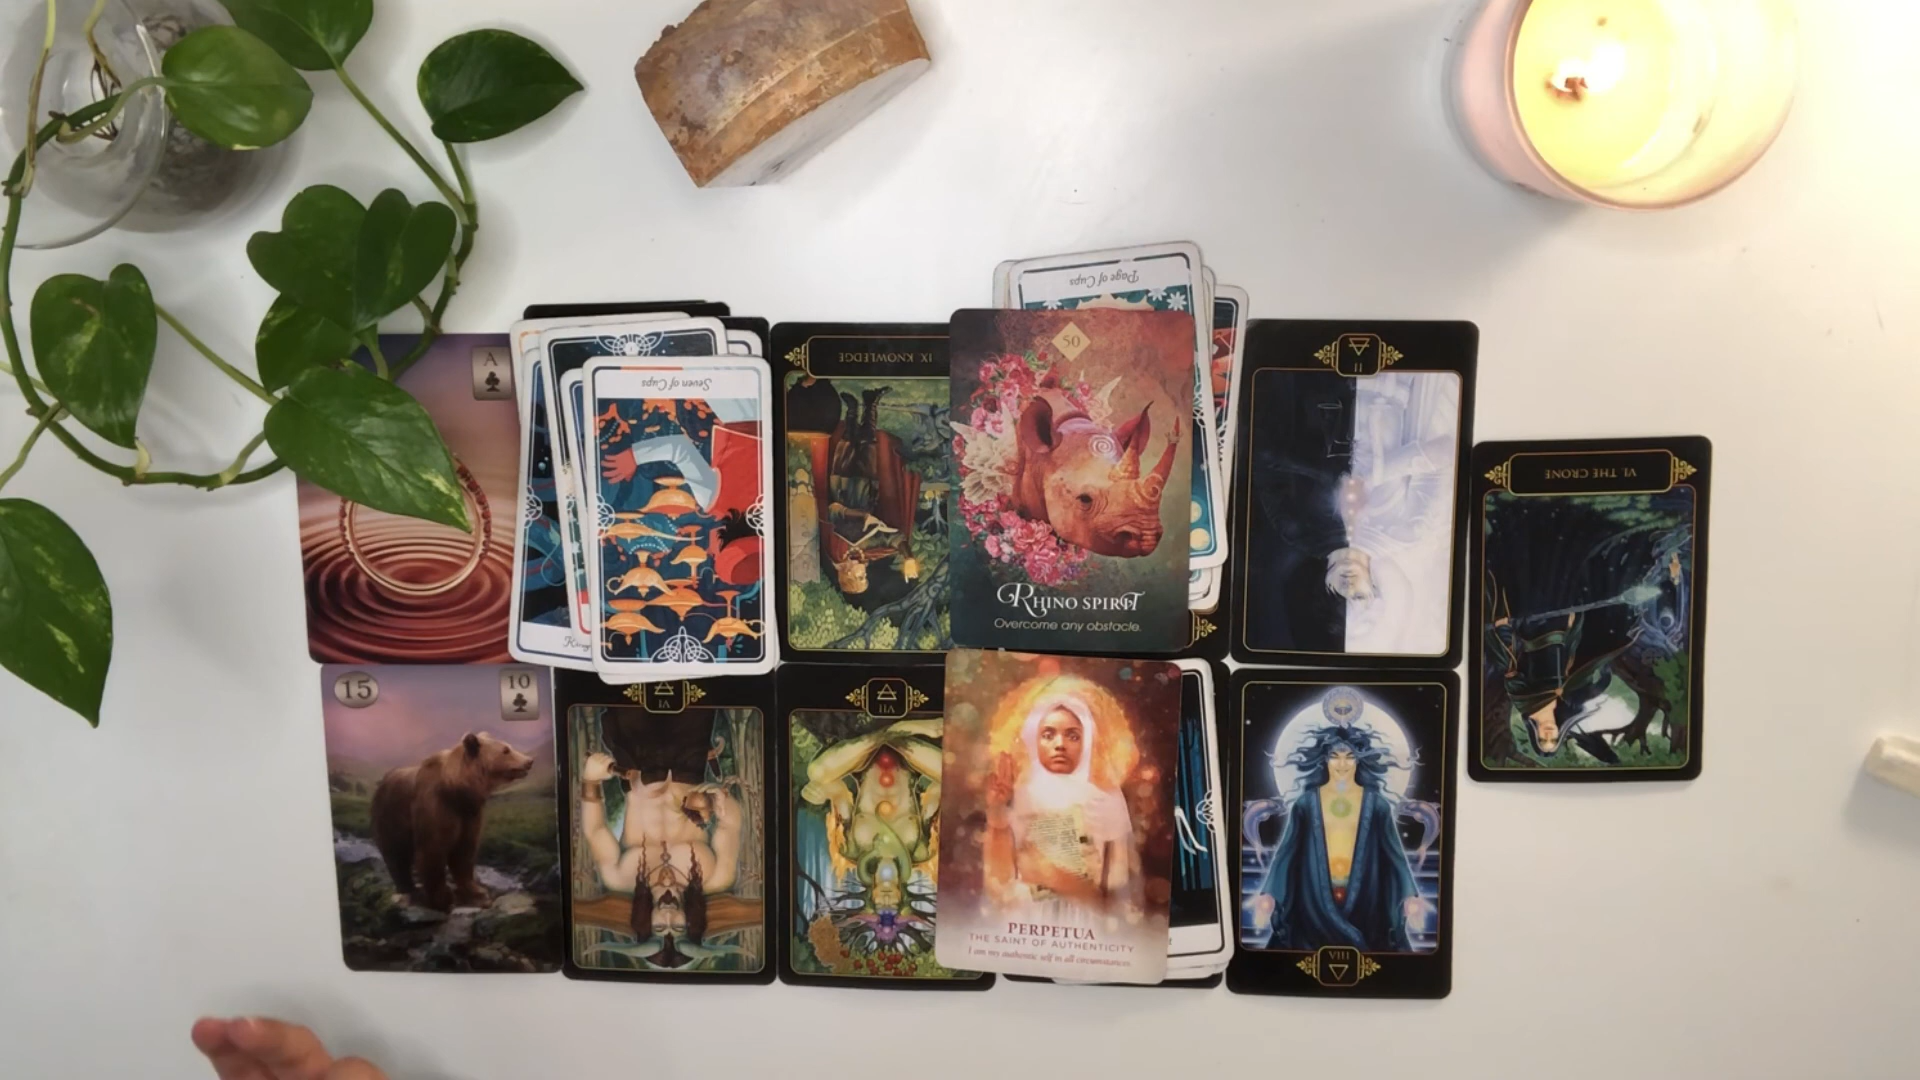 Page of Cups
A
Seven of Cups
IX KNOWLEDGE
50
II
RHINO SPIRIT
Overcome any obstacle.
VI. THE CRONE
15
10
VI
VII
PERPETUA
THE SAINT OF AUTHENTICITY
I am my authentic self in all circumstances.
VIII